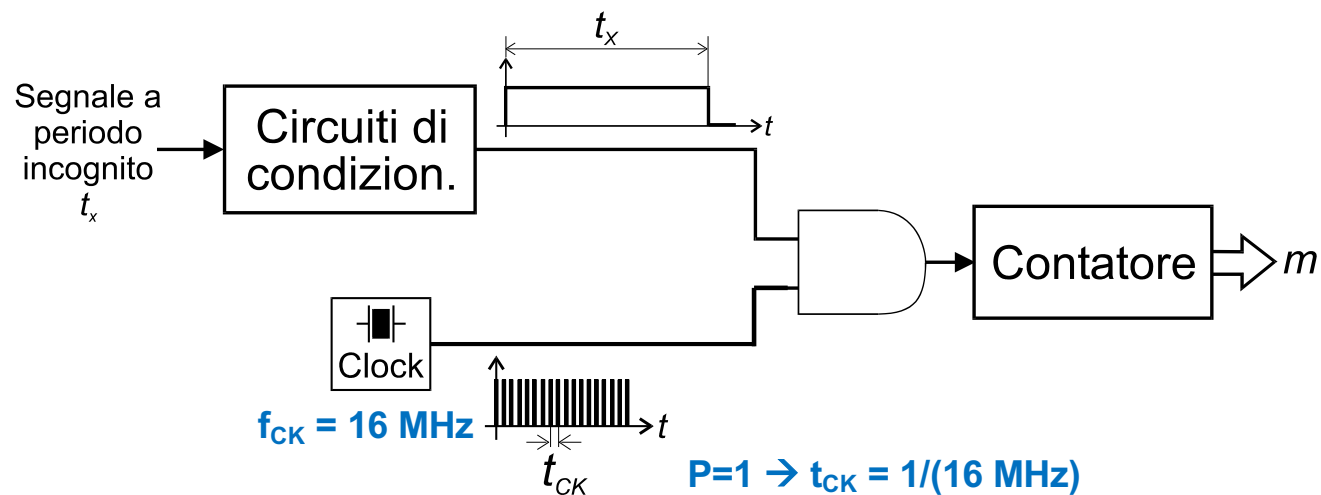 t_x
Segnale a
periodo
incognito
t_x
Circuiti di
condizion.
t
Contatore
m
Clock
f_CK = 16 MHz
t
t_CK
P=1 → t_CK = 1/(16 MHz)